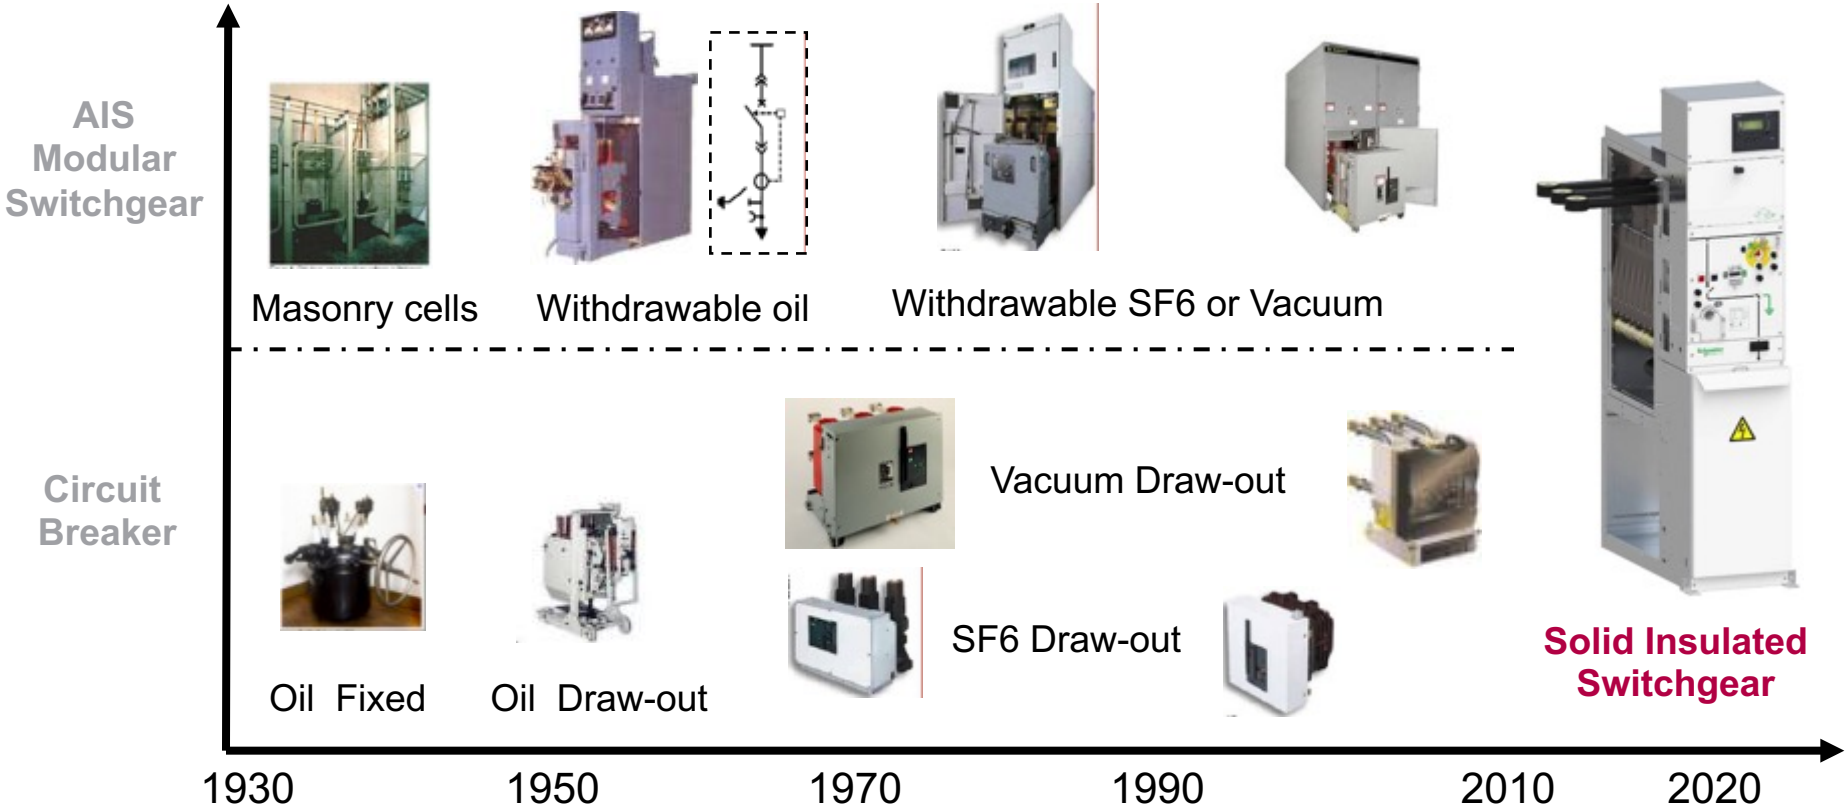 AIS
Modular
Switchgear
Masonry cells
Withdrawable oil
Withdrawable SF6 or Vacuum
Circuit
Breaker
Vacuum Draw-out
SF6 Draw-out
Oil Fixed
Oil Draw-out
Solid Insulated
Switchgear
1930
1950
1970
1990
2010
2020